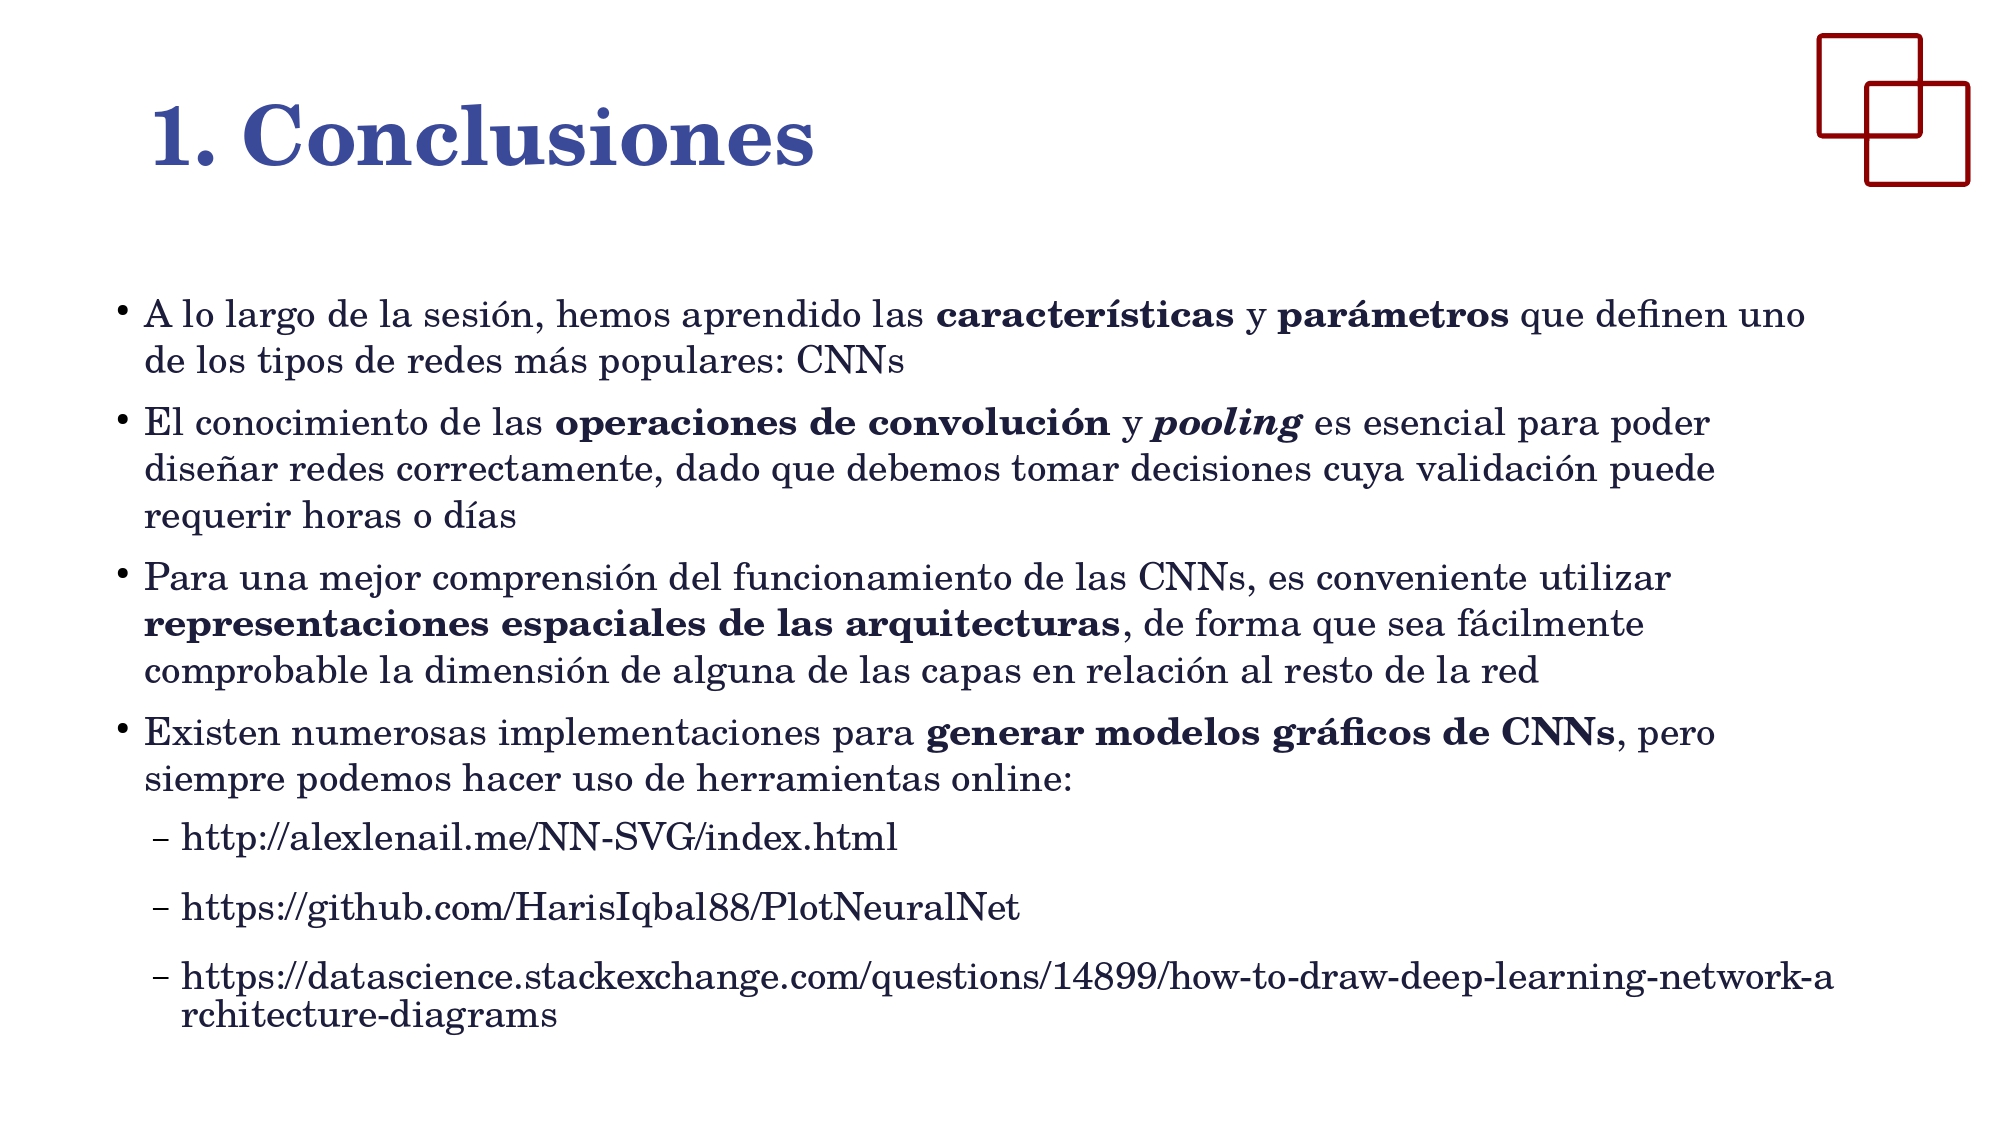 1. Conclusiones
• A lo largo de la sesión, hemos aprendido las características y parámetros que definen uno
de los tipos de redes más populares: CNNs
• El conocimiento de las operaciones de convolución y pooling es esencial para poder
diseñar redes correctamente, dado que debemos tomar decisiones cuya validación puede
requerir horas o días
• Para una mejor comprensión del funcionamiento de las CNNs, es conveniente utilizar
representaciones espaciales de las arquitecturas, de forma que sea fácilmente
comprobable la dimensión de alguna de las capas en relación al resto de la red
• Existen numerosas implementaciones para generar modelos gráficos de CNNs, pero
siempre podemos hacer uso de herramientas online:
– http://alexlenail.me/NN-SVG/index.html
– https://github.com/HarisIqbal88/PlotNeuralNet
– https://datascience.stackexchange.com/questions/14899/how-to-draw-deep-learning-network-a
rchitecture-diagrams